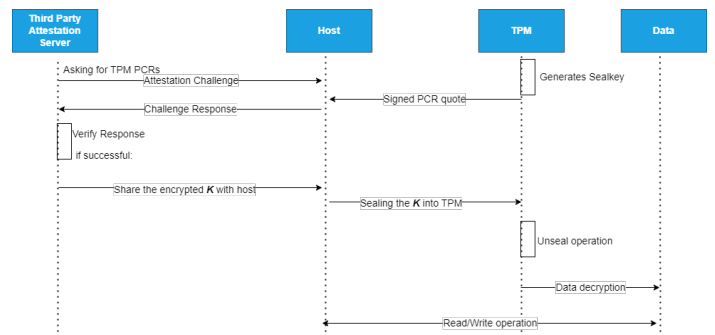 Third Party
Attestation
Server
Host
TPM
Data
Asking for TPM PCRs
Attestation Challenge
Generates Sealkey
Signed PCR quote
Challenge Response
Verify Response
if successful:
Share the encrypted K with host
Sealing the K into TPM
Unseal operation
Data decryption
Read/Write operation